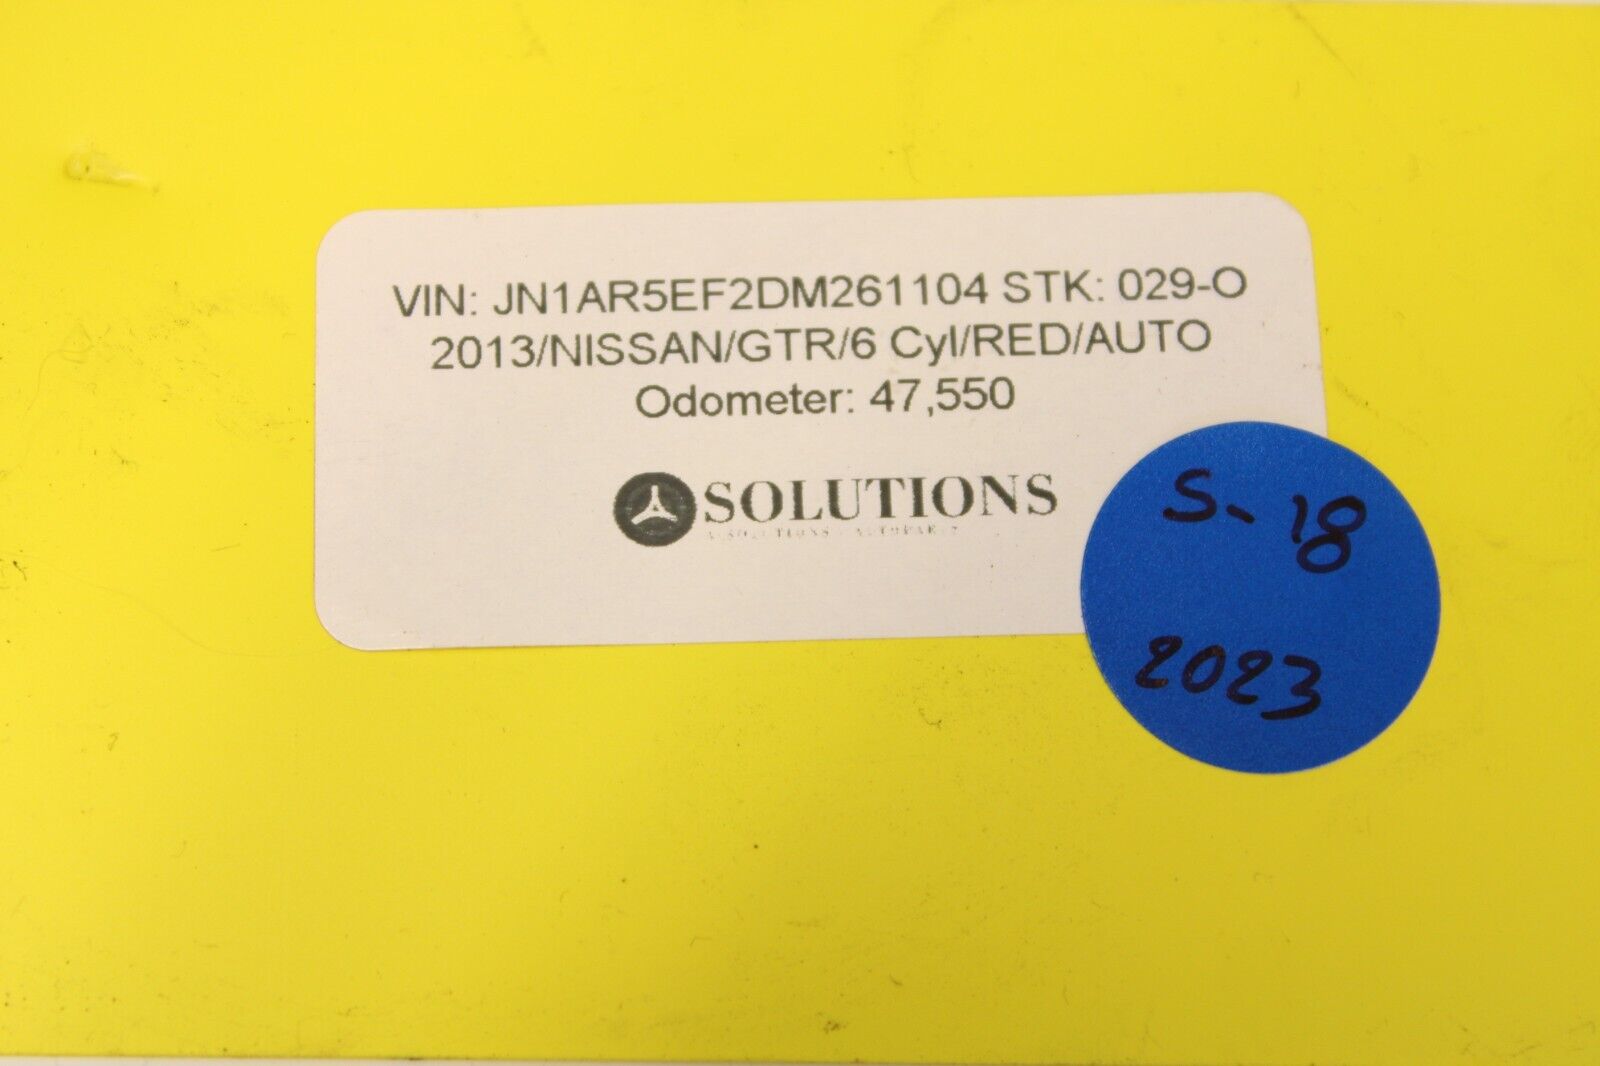 VIN: JN1AR5EF2DM261104 STK: 029-O
2013/NISSAN/GTR/6 Cyl/RED/AUTO
Odometer: 47,550
SOLUTIONS
S-18
2023